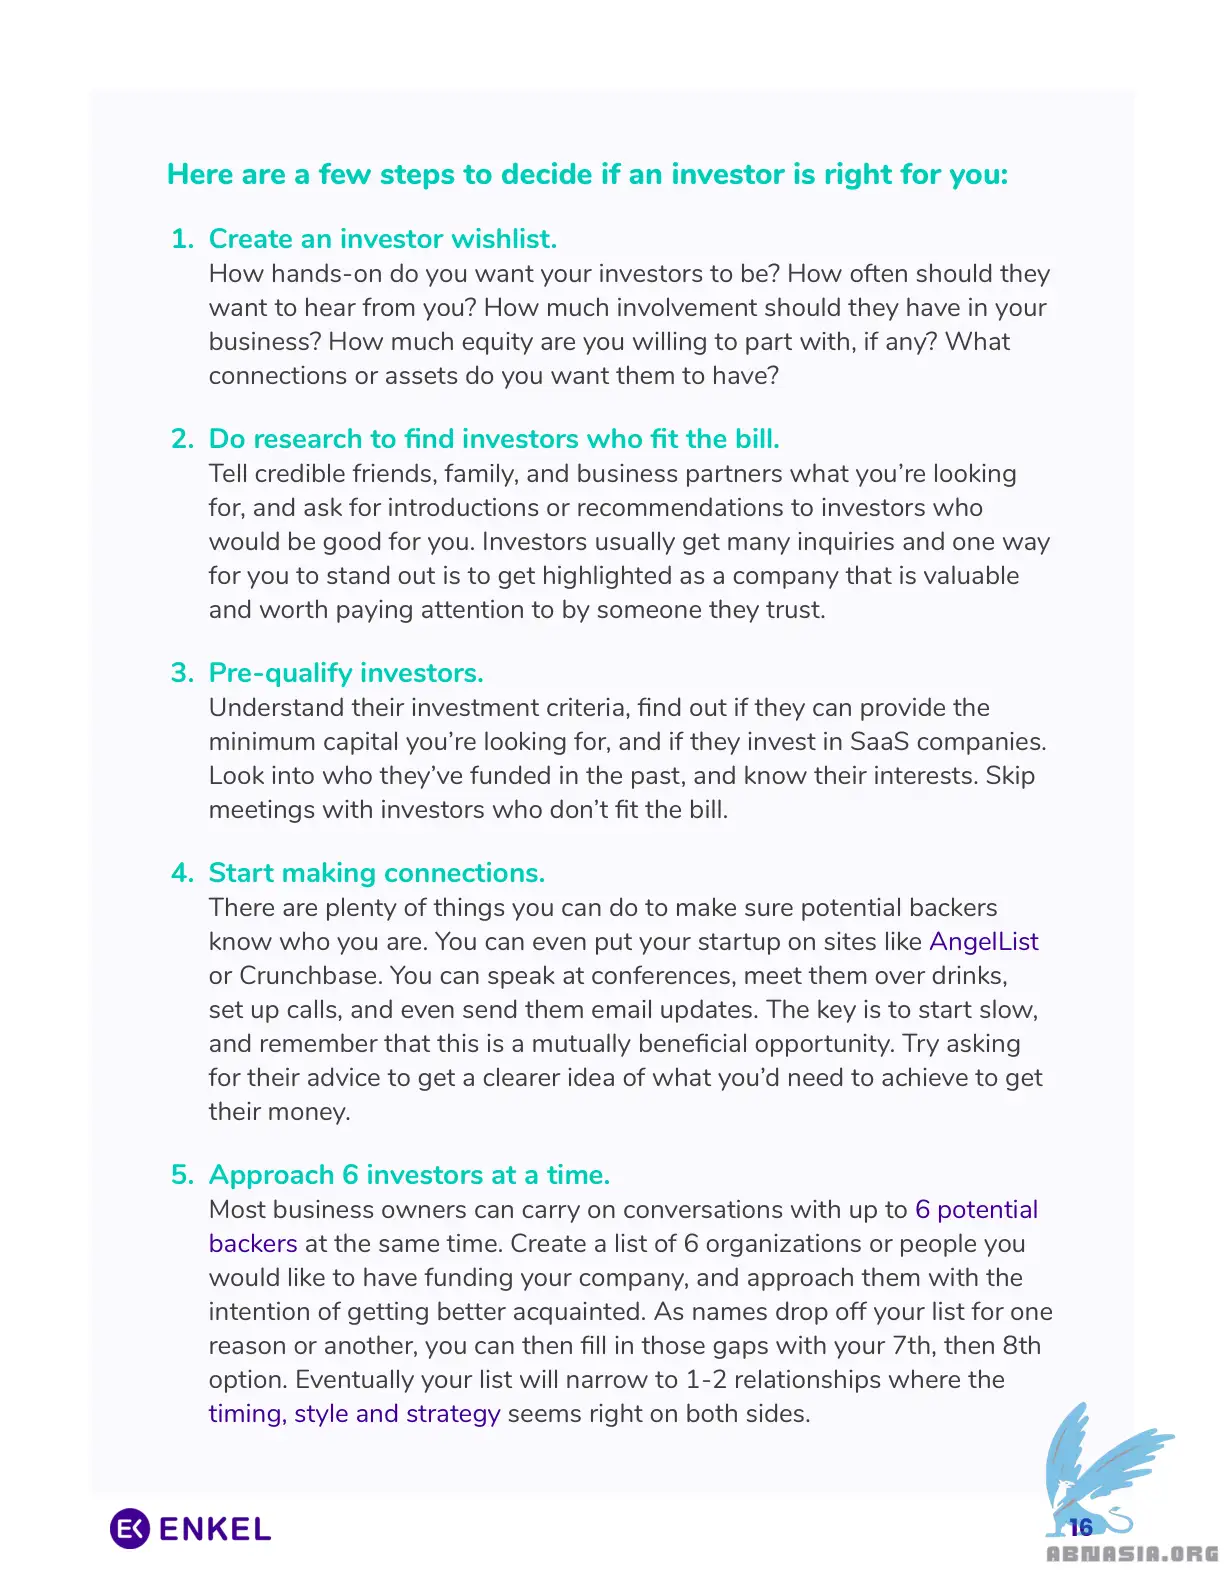 Here are a few steps to decide if an investor is right for you:
1. Create an investor wishlist.
How hands-on do you want your investors to be? How often should they
want to hear from you? How much involvement should they have in your
business? How much equity are you willing to part with, if any? What
connections or assets do you want them to have?
2. Do research to find investors who fit the bill.
Tell credible friends, family, and business partners what you’re looking
for, and ask for introductions or recommendations to investors who
would be good for you. Investors usually get many inquiries and one way
for you to stand out is to get highlighted as a company that is valuable
and worth paying attention to by someone they trust.
3. Pre-qualify investors.
Understand their investment criteria, find out if they can provide the
minimum capital you’re looking for, and if they invest in SaaS companies.
Look into who they’ve funded in the past, and know their interests. Skip
meetings with investors who don’t fit the bill.
4. Start making connections.
There are plenty of things you can do to make sure potential backers
know who you are. You can even put your startup on sites like AngelList
or Crunchbase. You can speak at conferences, meet them over drinks,
set up calls, and even send them email updates. The key is to start slow,
and remember that this is a mutually beneficial opportunity. Try asking
for their advice to get a clearer idea of what you’d need to achieve to get
their money.
5. Approach 6 investors at a time.
Most business owners can carry on conversations with up to 6 potential
backers at the same time. Create a list of 6 organizations or people you
would like to have funding your company, and approach them with the
intention of getting better acquainted. As names drop off your list for one
reason or another, you can then fill in those gaps with your 7th, then 8th
option. Eventually your list will narrow to 1-2 relationships where the
timing, style and strategy seems right on both sides.
EK ENKEL
16
ABNASIA.ORG